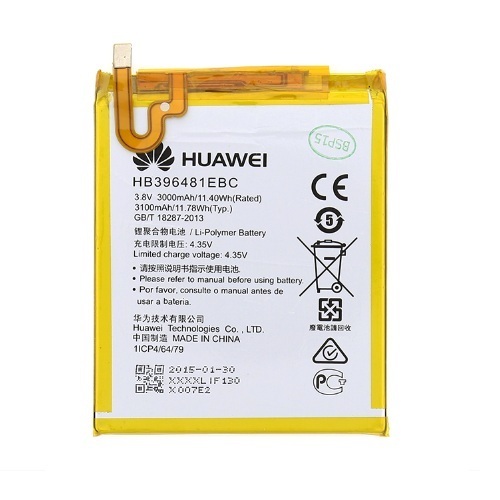 HUAWEI
BSP15
HB396481EBC
3.8V 3000mAh/11.40Wh(Rated)
3100mAh/11.78Wh(Typ.)
GB/T 18287-2013
锂聚合物电池 / Li-Polymer Battery
充电限制电压: 4.35V
Limited charge voltage: 4.35V
5
• 请按照说明书指示使用电池.
• Please refer to manual before using battery.
• Por favor, consulte o manual antes de
usar a bateria.
华为技术有限公司
Huawei Technologies Co., LTD.
中国制造 MADE IN CHINA
1ICP4/64/79
廢電池請回收
2015-01-30
XXXXLIF130
X007E2
PC